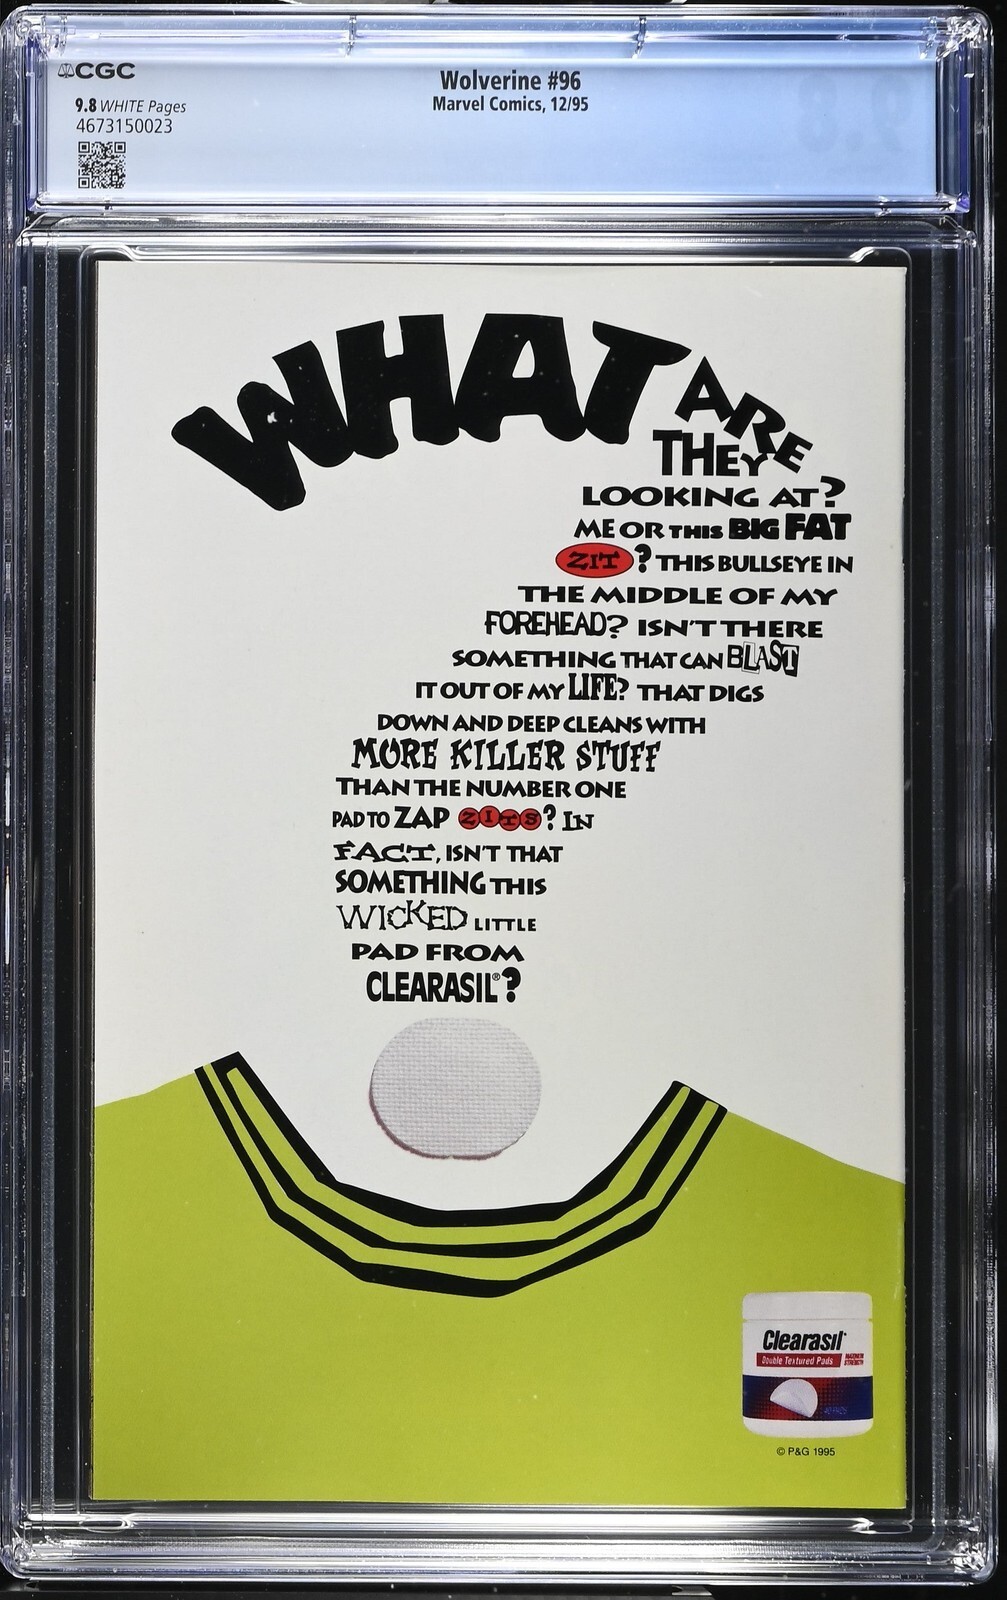 CGC
Wolverine #96
Marvel Comics, 12/95
9.8 WHITE Pages
4673150023
WHAT ARE
THEY
LOOKING AT?
ME OR THIS BIG FAT
ZIT? THIS BULLSEYE IN
THE MIDDLE OF MY
FOREHEAD? ISN'T THERE
SOMETHING THAT CAN BLAST
IT OUT OF MY LIFE? THAT DIGS
DOWN AND DEEP CLEANS WITH
MORE KILLER STUFF
THAN THE NUMBER ONE
PAD TO ZAP ZITS? IN
FACT, ISN'T THAT
SOMETHING THIS
WICKED LITTLE
PAD FROM
CLEARASIL®?
Clearasil®
Double Textured Pads MAXIMUM
STRENGTH
40 PADS
© P&G 1995